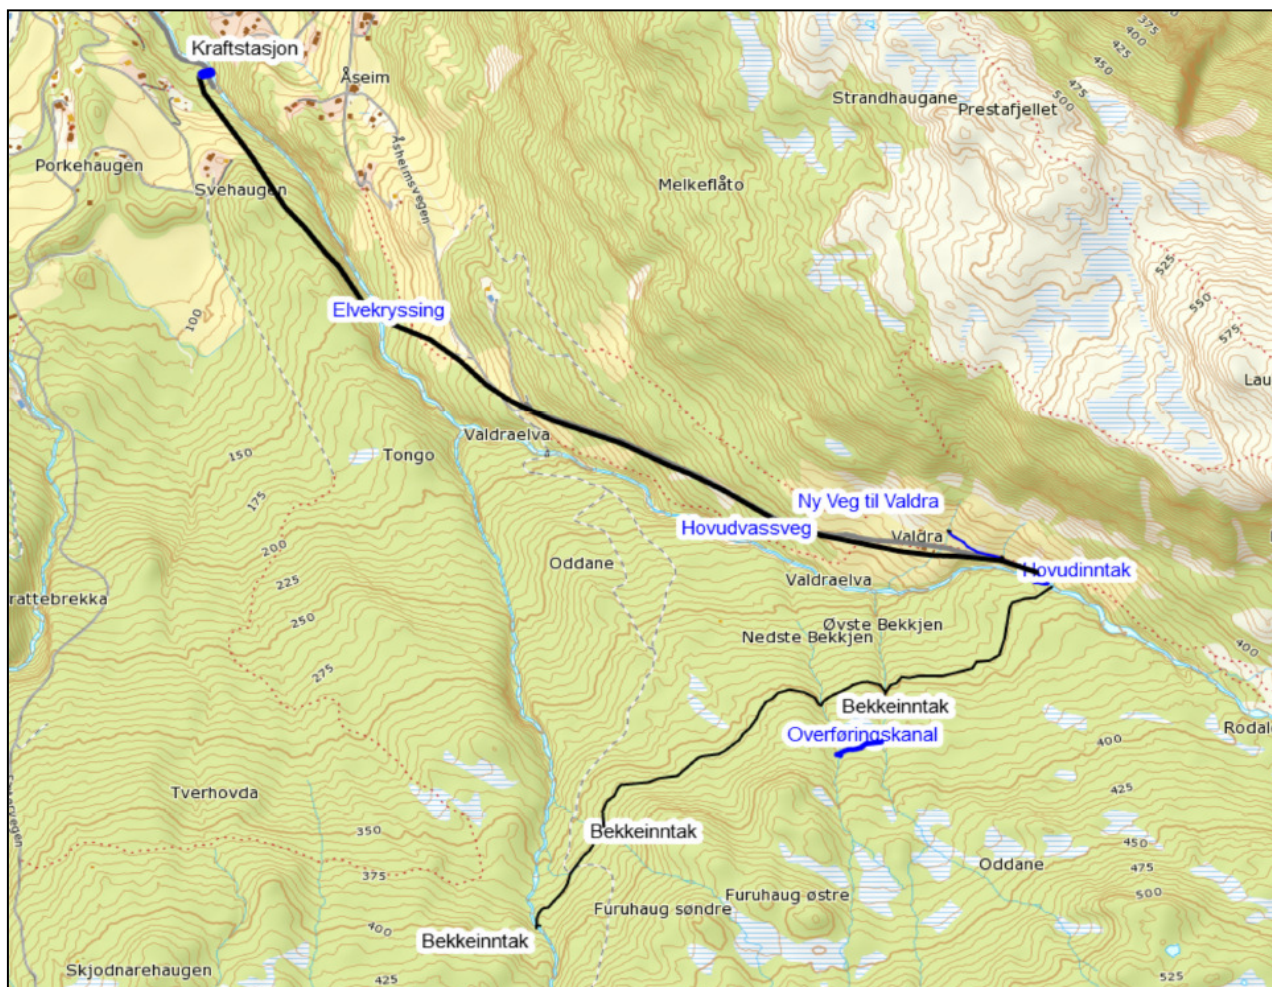 Kraftstasjon
375
400
425
450
Åseim
475
Strandhaugane
500
Prestafjellet
Porkehaugen
Åsheimsvegen
Melkeflåto
Svehaugen
525
550
Elvekryssing
100
575
Lau
Valdraelva
Tongo
150
175
Ny Veg til Valdra
Hovudvassveg
Valdra
200
Oddane
Hovudinntak
225
Valdraelva
rattebrekka
250
Øvste Bekkjen
Nedste Bekkjen
400
275
Bekkeinntak
Rodal
Overføringskanal
400
Tverhovda
425
350
Bekkeinntak
450
375
Oddane
475
Furuhaug østre
500
Furuhaug søndre
400
Bekkeinntak
Skjodnarehaugen
425
525